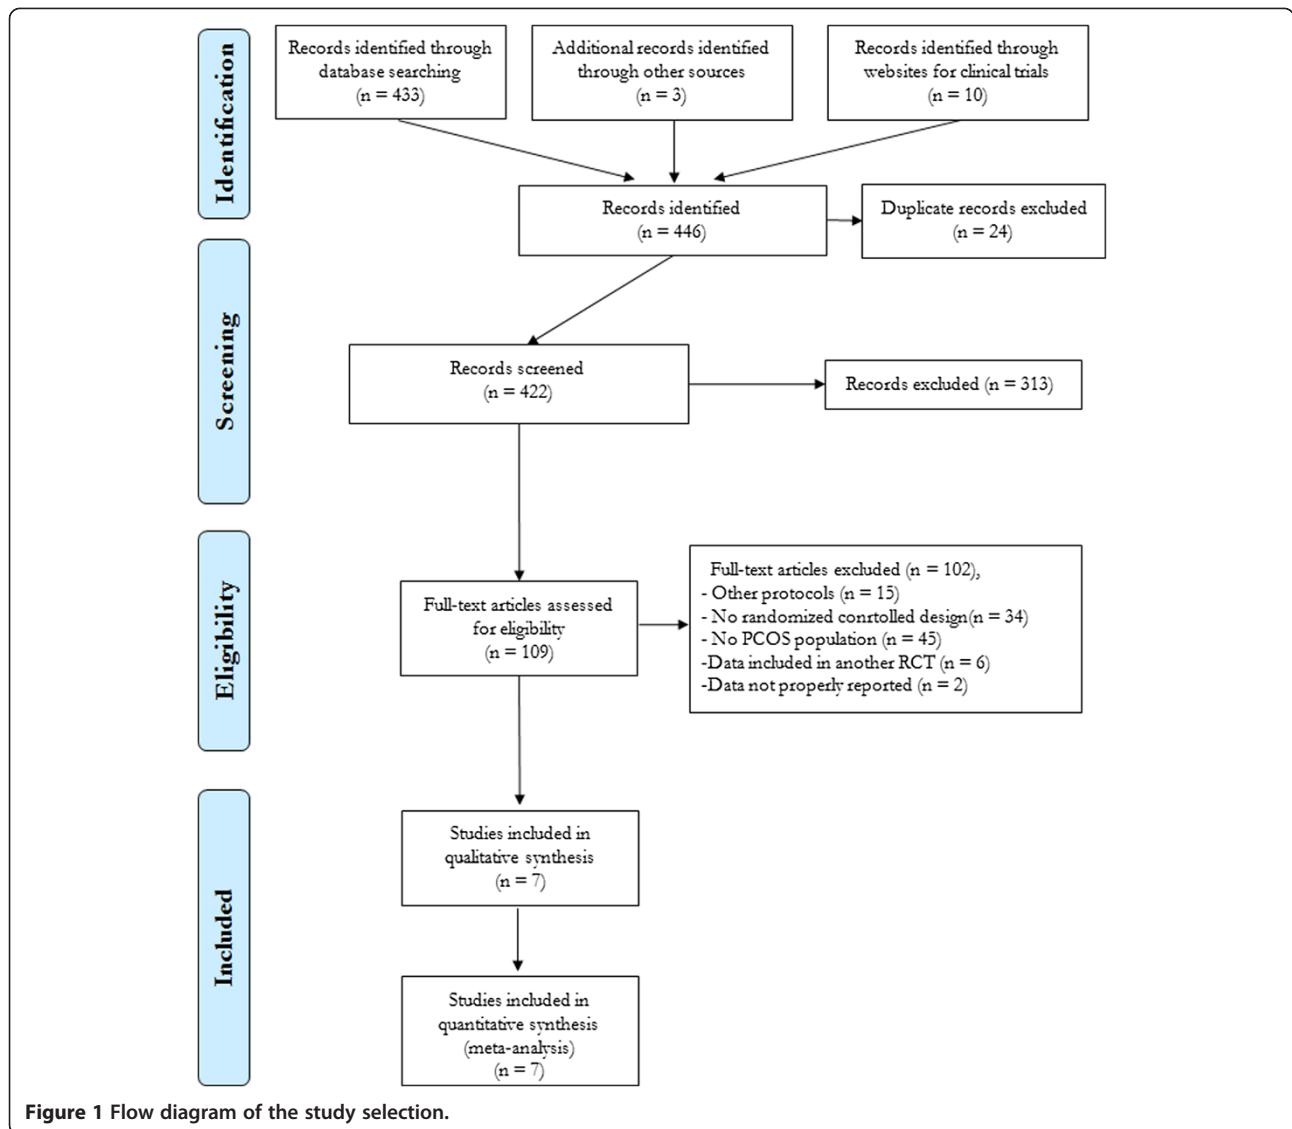 Identification
Records identified through
database searching
(n = 433)
Additional records identified
through other sources
(n = 3)
Records identified through
websites for clinical trials
(n = 10)
Records identified
(n = 446)
Duplicate records excluded
(n = 24)
Screening
Records screened
(n = 422)
Records excluded (n = 313)
Eligibility
Full-text articles assessed
for eligibility
(n = 109)
Full-text articles excluded (n = 102),
- Other protocols (n = 15)
- No randomized conrtolled design(n = 34)
- No PCOS population (n = 45)
-Data included in another RCT (n = 6)
-Data not properly reported (n = 2)
Included
Studies included in
qualitative synthesis
(n = 7)
Studies included in
quantitative synthesis
(meta-analysis)
(n = 7)
Figure 1 Flow diagram of the study selection.